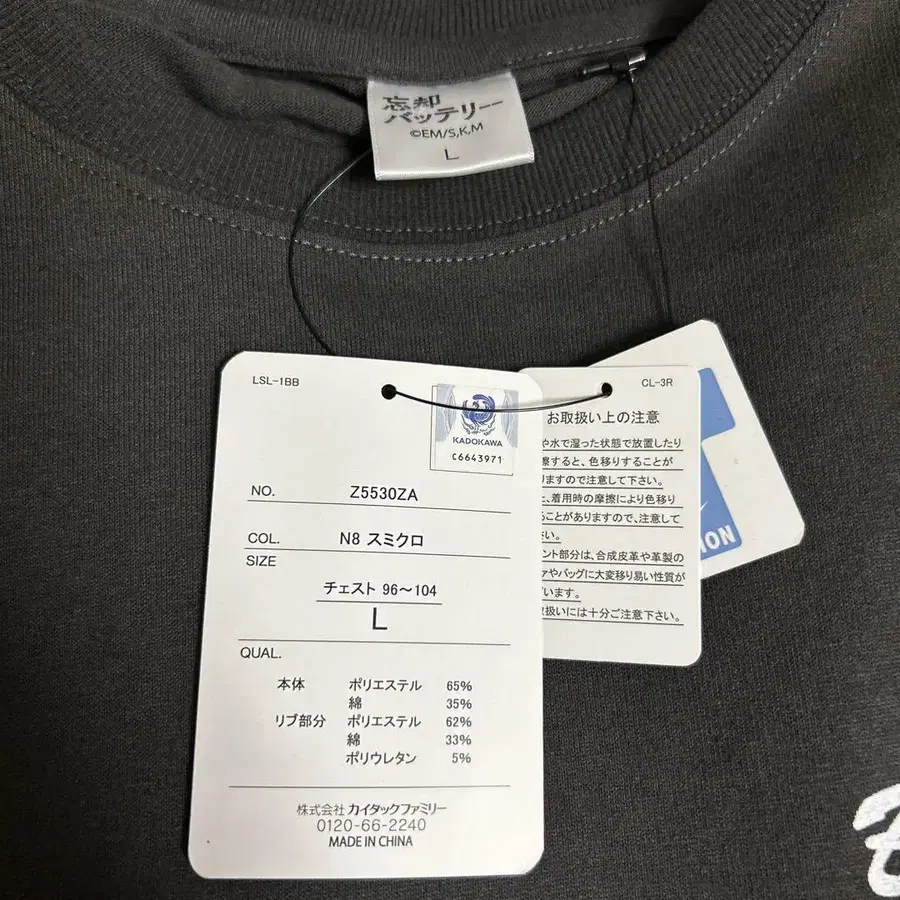 忘却
バッテリー
©EM/S,K,M
L
LSL-1BB
KADOKAWA
C6643971
NO. Z5530ZA
COL. N8 スミクロ
SIZE
チェスト 96〜104
L
QUAL.
本体 ポリエステル 65%
綿 35%
リブ部分 ポリエステル 62%
綿 33%
ポリウレタン 5%
株式会社 カイタックファミリー
0120-66-2240
MADE IN CHINA
CL-3R
お取扱い上の注意
や水で湿った状態で放置したり
すると、色移りすることが
りますので注意して下さい。
、着用時の摩擦により色移り
ことがありますので、注意して
さい。
ント部分は、合成皮革や革製の
やバッグに大変移り易い性質が
います。
扱いには十分ご注意下さい。
ION